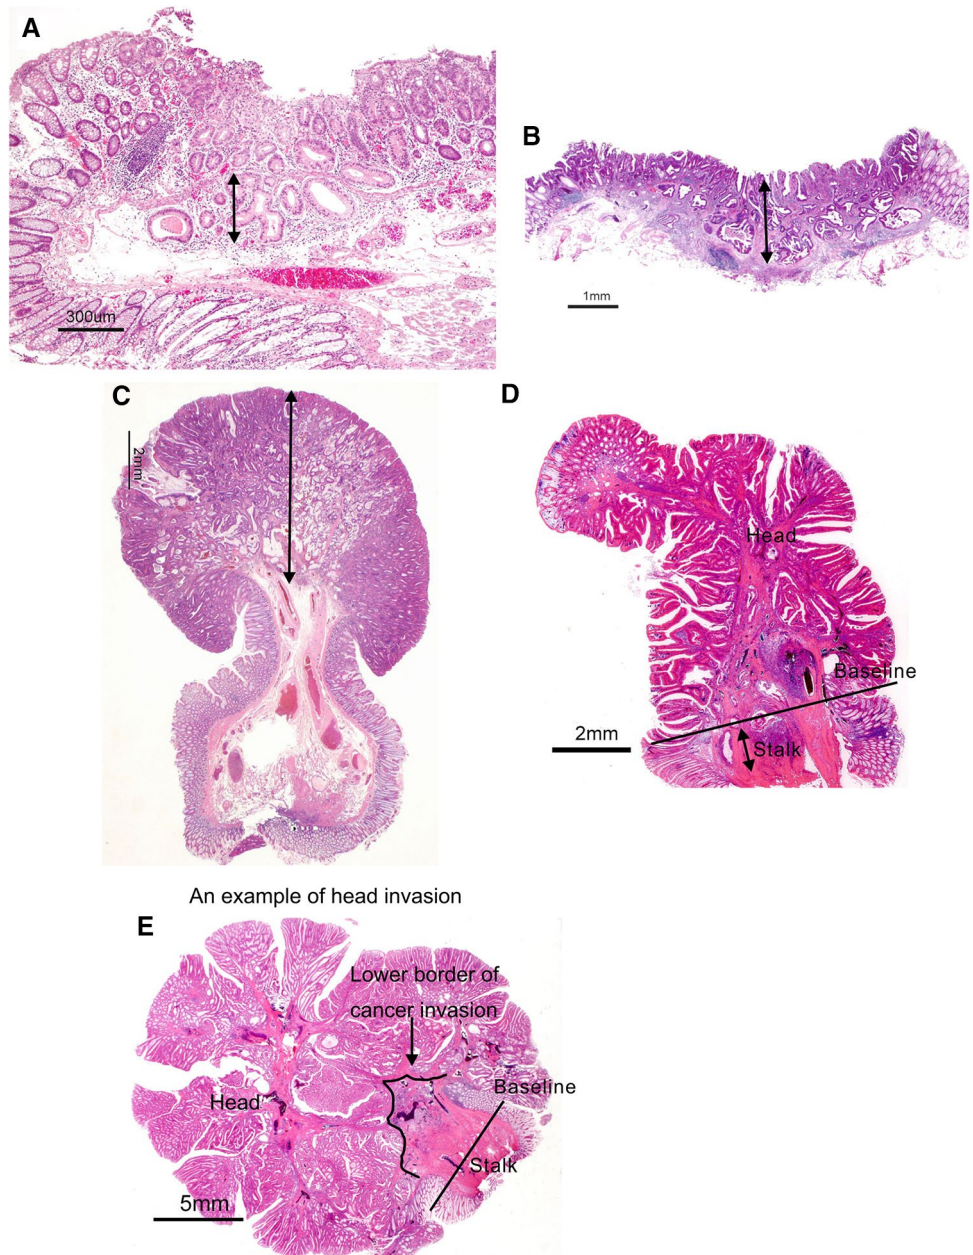 A
300um
B
1mm
C
2mm
D
Head
Baseline
2mm
Stalk
An example of head invasion
E
Lower border of
cancer invasion
Baseline
Head
Stalk
5mm